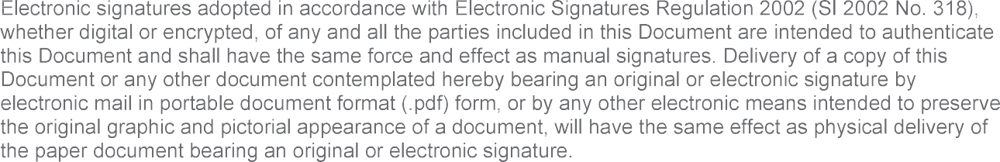 Electronic signatures adopted in accordance with Electronic Signatures Regulation 2002 (SI 2002 No. 318),
whether digital or encrypted, of any and all the parties included in this Document are intended to authenticate
this Document and shall have the same force and effect as manual signatures. Delivery of a copy of this
Document or any other document contemplated hereby bearing an original or electronic signature by
electronic mail in portable document format (.pdf) form, or by any other electronic means intended to preserve
the original graphic and pictorial appearance of a document, will have the same effect as physical delivery of
the paper document bearing an original or electronic signature.